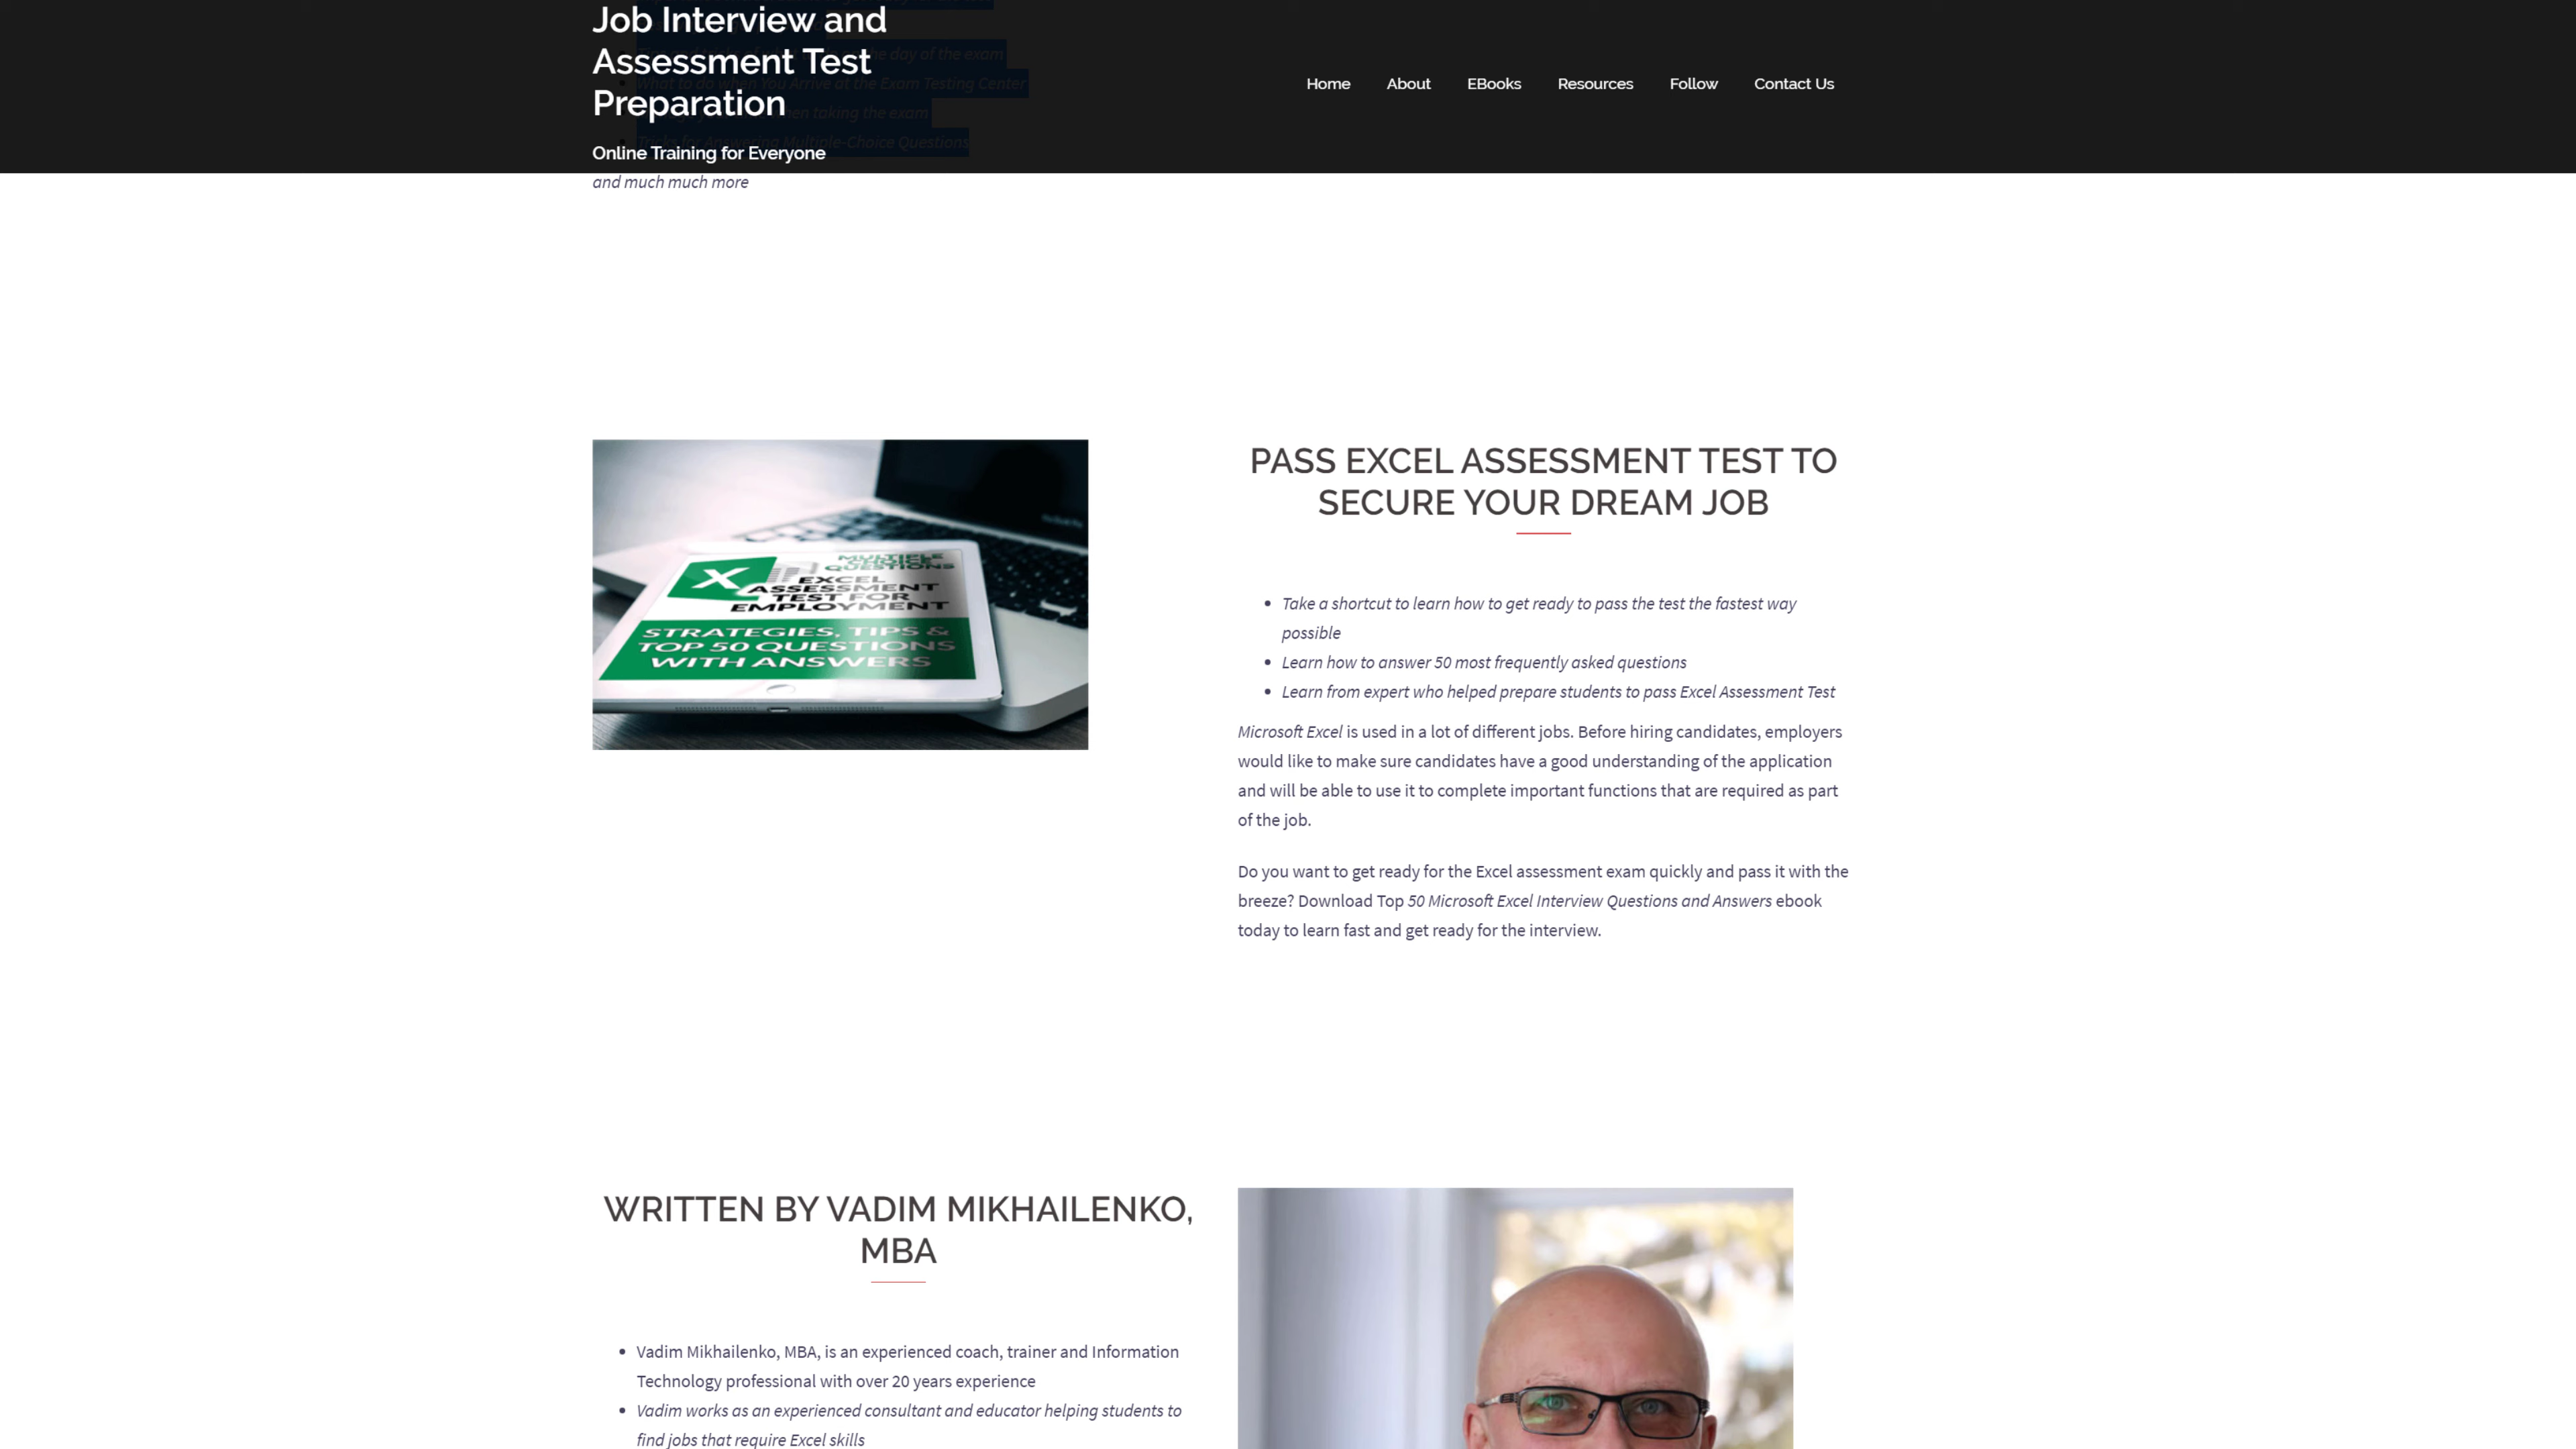 Job Interview and
Assessment Test
Preparation
Online Training for Everyone
Home About EBooks Resources Follow Contact Us
the day of the exam
What to do when You Arrive at the Exam Testing Center
when taking the exam
Tricks for Answering Multiple-Choice Questions
and much much more
MULTIPLE
CHOICE
QUESTIONS
X
EXCEL
ASSESSMENT
TEST FOR
EMPLOYMENT
STRATEGIES, TIPS &
TOP 50 QUESTIONS
WITH ANSWERS
PASS EXCEL ASSESSMENT TEST TO
SECURE YOUR DREAM JOB
• Take a shortcut to learn how to get ready to pass the test the fastest way
possible
• Learn how to answer 50 most frequently asked questions
• Learn from expert who helped prepare students to pass Excel Assessment Test
Microsoft Excel is used in a lot of different jobs. Before hiring candidates, employers
would like to make sure candidates have a good understanding of the application
and will be able to use it to complete important functions that are required as part
of the job.
Do you want to get ready for the Excel assessment exam quickly and pass it with the
breeze? Download Top 50 Microsoft Excel Interview Questions and Answers ebook
today to learn fast and get ready for the interview.
WRITTEN BY VADIM MIKHAILENKO,
MBA
• Vadim Mikhailenko, MBA, is an experienced coach, trainer and Information
Technology professional with over 20 years experience
• Vadim works as an experienced consultant and educator helping students to
find jobs that require Excel skills